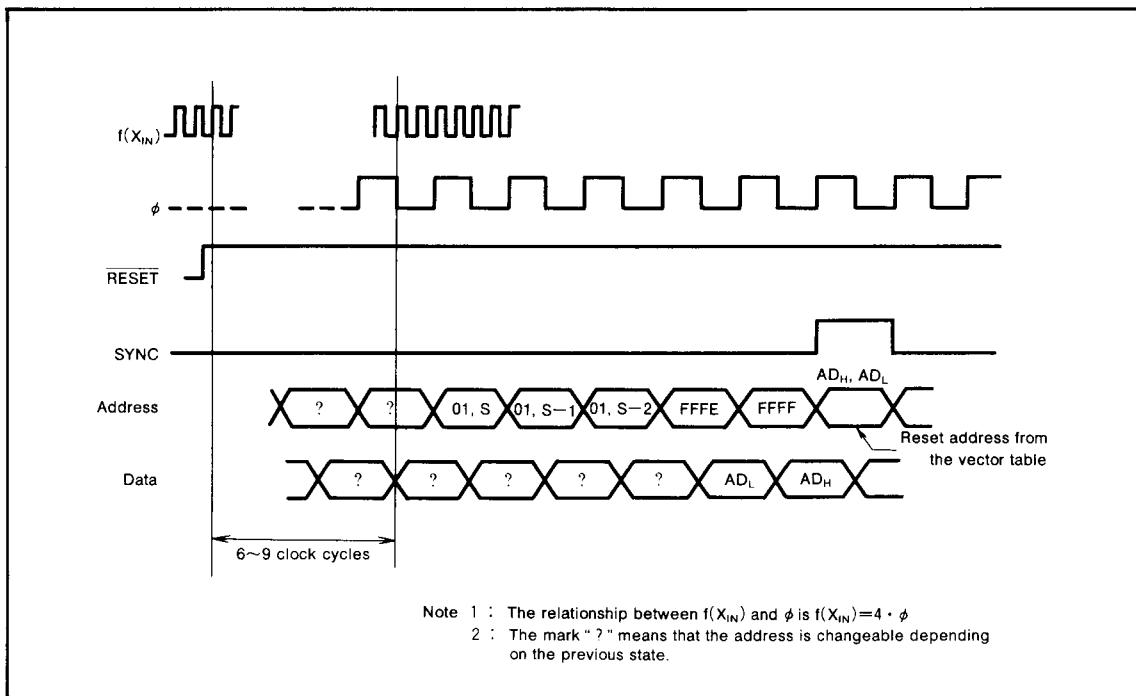 f(XIN)
ϕ
RESET
SYNC
ADH, ADL
Address ? ? 01, S 01, S−1 01, S−2 FFFE FFFF
Reset address from
the vector table
Data ? ? ? ? ? ADL ADH
6~9 clock cycles
Note 1 : The relationship between f(XIN) and ϕ is f(XIN)=4・ϕ
2 : The mark "?" means that the address is changeable depending
on the previous state.